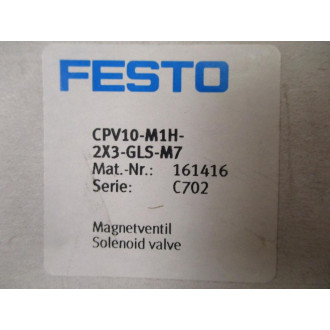 FESTO
CPV10-M1H-
2X3-GLS-M7
Mat.-Nr.: 161416
Serie: C702
Magnetventil
Solenoid valve